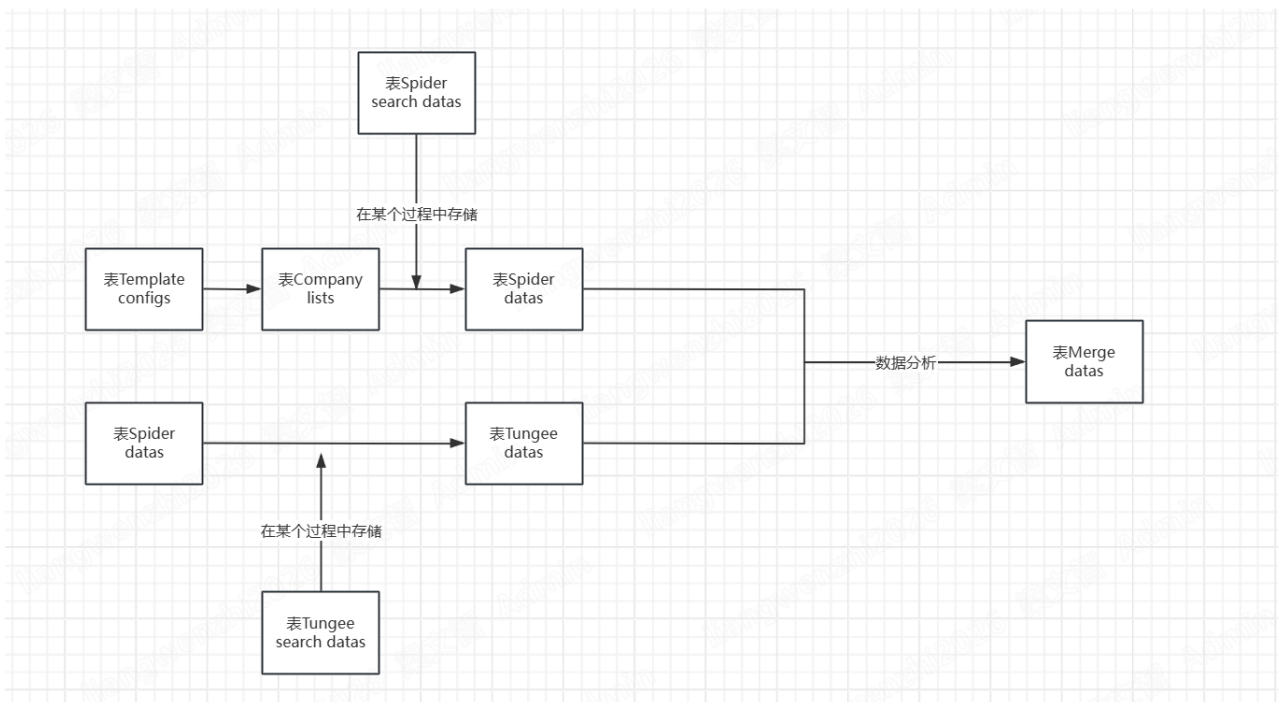 表Spider
search datas
在某个过程中存储
表Template
configs
表Company
lists
表Spider
datas
数据分析
表Merge
datas
表Spider
datas
表Tungee
datas
在某个过程中存储
表Tungee
search datas